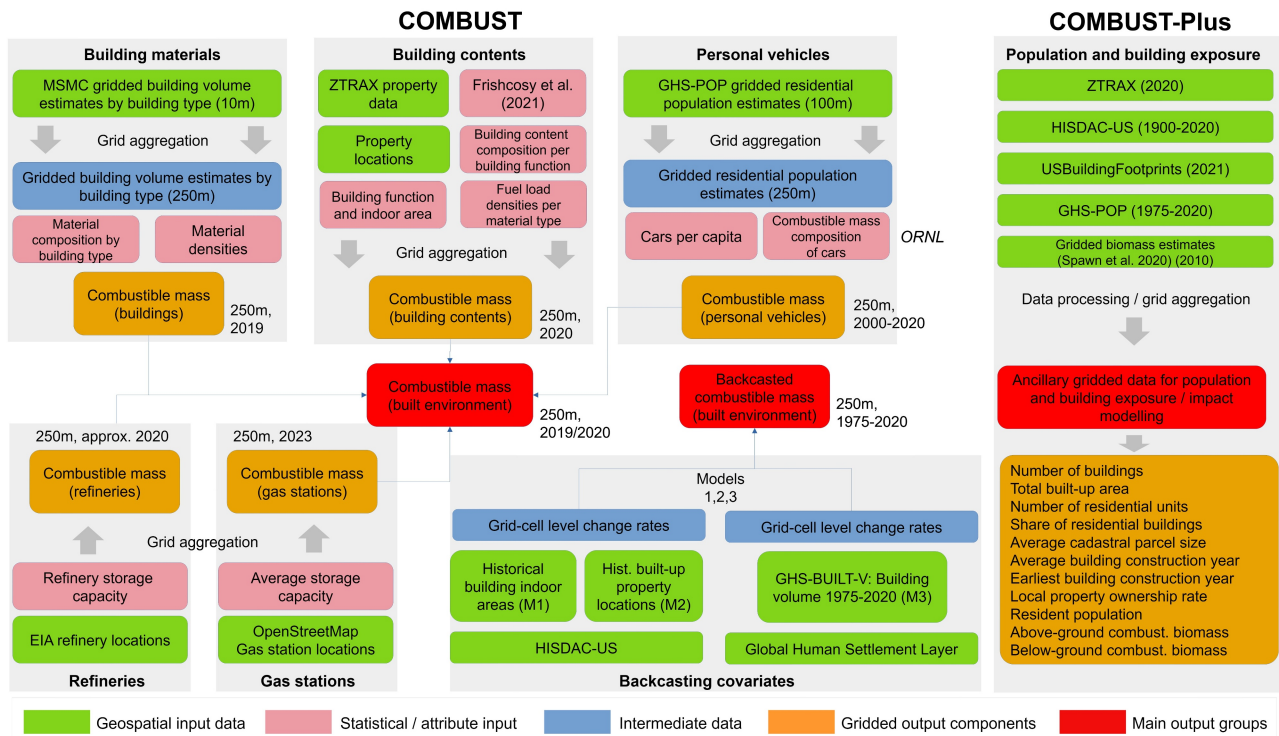 COMBUST
COMBUST-Plus
Building materials
MSMC gridded building volume
estimates by building type (10m)
Grid aggregation
Gridded building volume estimates by
building type (250m)
Material
composition by
building type
Material
densities
Combustible mass
(buildings)
250m,
2019
Building contents
ZTRAX property
data
Frishcosy et al.
(2021)
Property
locations
Building content
composition per
building function
Building function
and indoor area
Fuel load
densities per
material type
Grid aggregation
Combustible mass
(building contents)
250m,
2020
Personal vehicles
GHS-POP gridded residential
population estimates (100m)
Grid aggregation
Gridded residential population
estimates (250m)
Cars per capita
Combustible mass
composition
of cars
ORNL
Combustible mass
(personal vehicles)
250m,
2000-2020
Population and building exposure
ZTRAX (2020)
HISDAC-US (1900-2020)
USBuildingFootprints (2021)
GHS-POP (1975-2020)
Gridded biomass estimates
(Spawn et al. 2020) (2010)
Data processing / grid aggregation
Ancillary gridded data for population
and building exposure / impact
modelling
Number of buildings
Total built-up area
Number of residential units
Share of residential buildings
Average cadastral parcel size
Average building construction year
Earliest building construction year
Local property ownership rate
Resident population
Above-ground combust. biomass
Below-ground combust. biomass
Combustible mass
(built environment)
250m,
2019/2020
Backcasted
combustible mass
(built environment)
250m,
1975-2020
250m, approx. 2020
Combustible mass
(refineries)
250m, 2023
Combustible mass
(gas stations)
Grid aggregation
Refinery storage
capacity
Average storage
capacity
EIA refinery locations
OpenStreetMap
Gas station locations
Refineries
Gas stations
Models
1,2,3
Grid-cell level change rates
Grid-cell level change rates
Historical
building indoor
areas (M1)
Hist. built-up
property
locations (M2)
GHS-BUILT-V: Building
volume 1975-2020 (M3)
HISDAC-US
Global Human Settlement Layer
Backcasting covariates
Geospatial input data
Statistical / attribute input
Intermediate data
Gridded output components
Main output groups